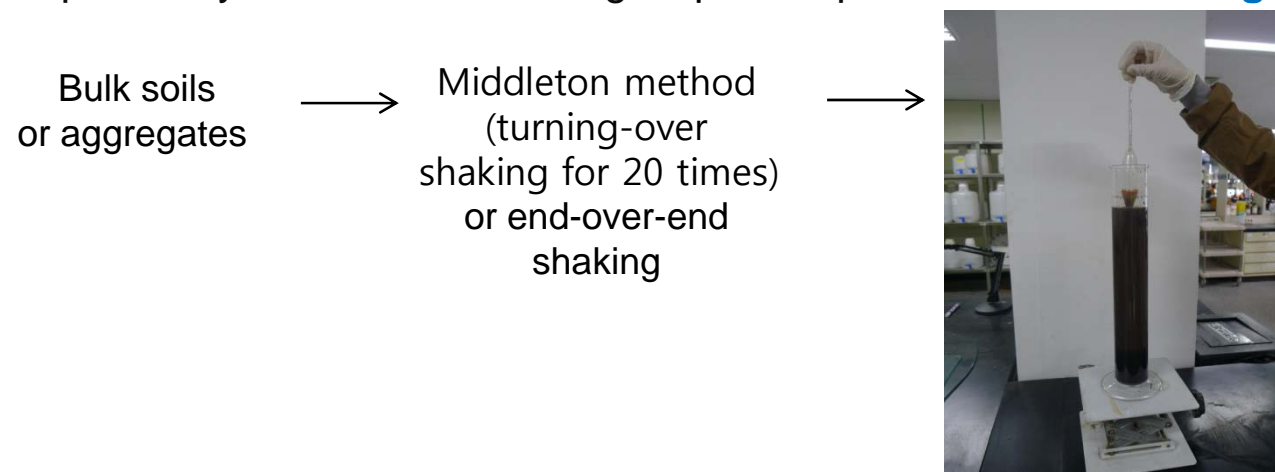 Bulk soils
or aggregates
Middleton method
(turning-over
shaking for 20 times)
or end-over-end
shaking